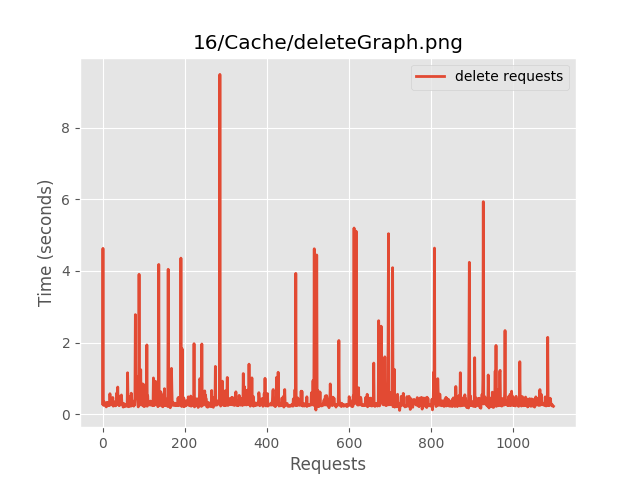 16/Cache/deleteGraph.png
delete requests
Time (seconds)
8
6
4
2
0
0 200 400 600 800 1000
Requests